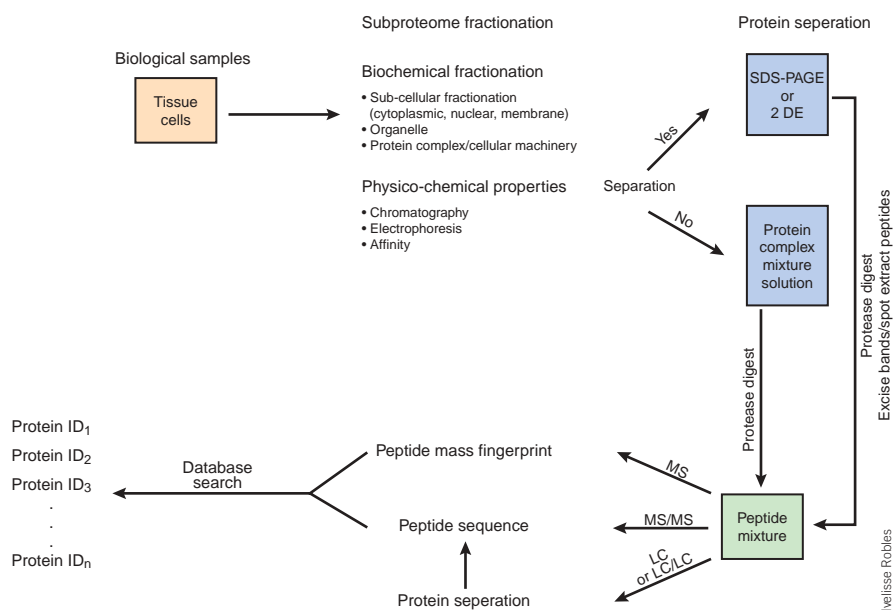 Subproteome fractionation
Protein seperation
Biological samples
Tissue
cells
Biochemical fractionation
• Sub-cellular fractionation
(cytoplasmic, nuclear, membrane)
• Organelle
• Protein complex/cellular machinery
Physico-chemical properties
• Chromatography
• Electrophoresis
• Affinity
Separation
Yes
No
SDS-PAGE
or
2 DE
Protein
complex
mixture
solution
Protease digest
Excise bands/spot extract peptides
Protease digest
Peptide
mixture
MS
MS/MS
LC
or LC/LC
Peptide mass fingerprint
Peptide sequence
Protein seperation
Database
search
Protein ID1
Protein ID2
Protein ID3
.
.
.
Protein IDn
Ivelisse Robles